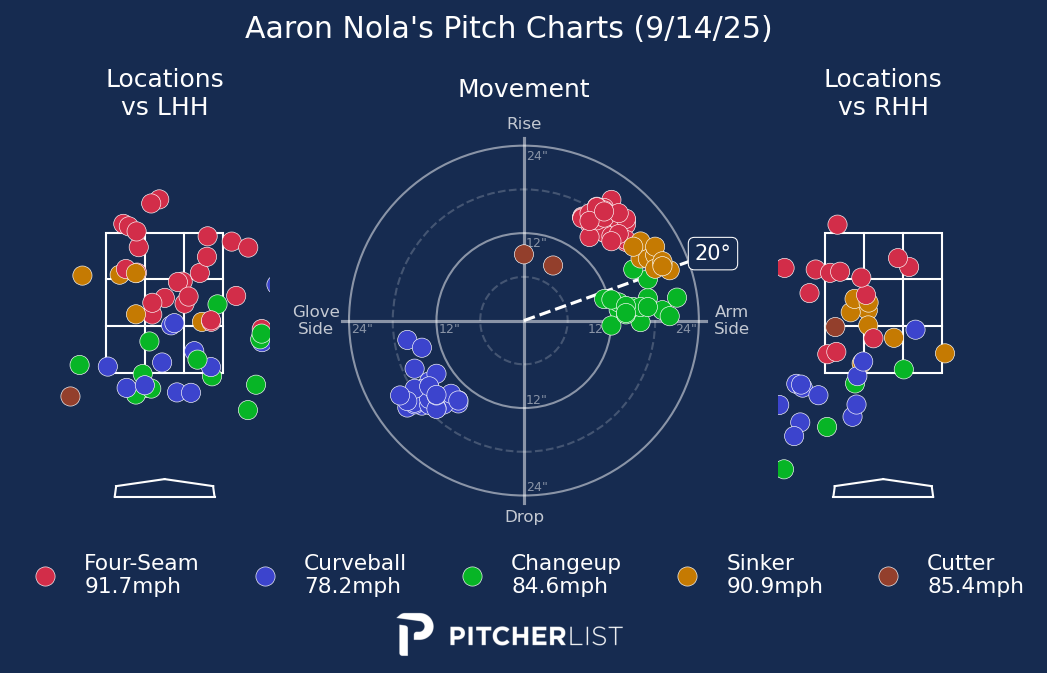 Aaron Nola's Pitch Charts (9/14/25)
Locations
vs LHH
Movement
Locations
vs RHH
Rise
24"
12"
20°
Glove
Side
24"
12"
12"
24"
Arm
Side
12"
24"
Drop
Four-Seam
91.7mph
Curveball
78.2mph
Changeup
84.6mph
Sinker
90.9mph
Cutter
85.4mph
PITCHERLIST